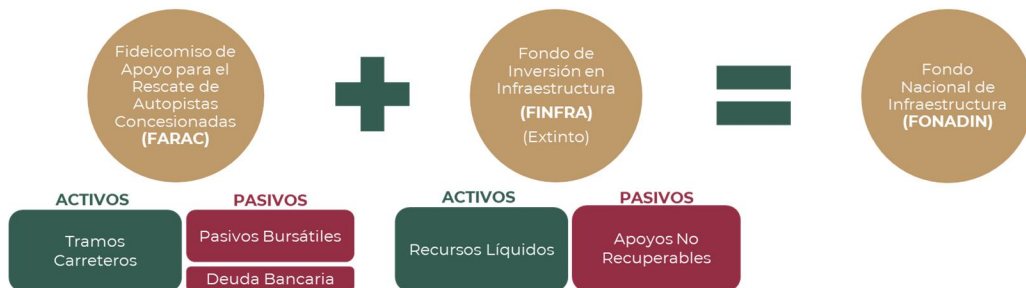 Fideicomiso de
Apoyo para el
Rescate de
Autopistas
Concesionadas
(FARAC)
Fondo de
Inversión en
Infraestructura
(FINFRA)
(Extinto)
Fondo
Nacional de
Infraestructura
(FONADIN)
ACTIVOS
PASIVOS
Tramos
Carreteros
Pasivos Bursátiles
Deuda Bancaria
ACTIVOS
PASIVOS
Recursos Líquidos
Apoyos No
Recuperables